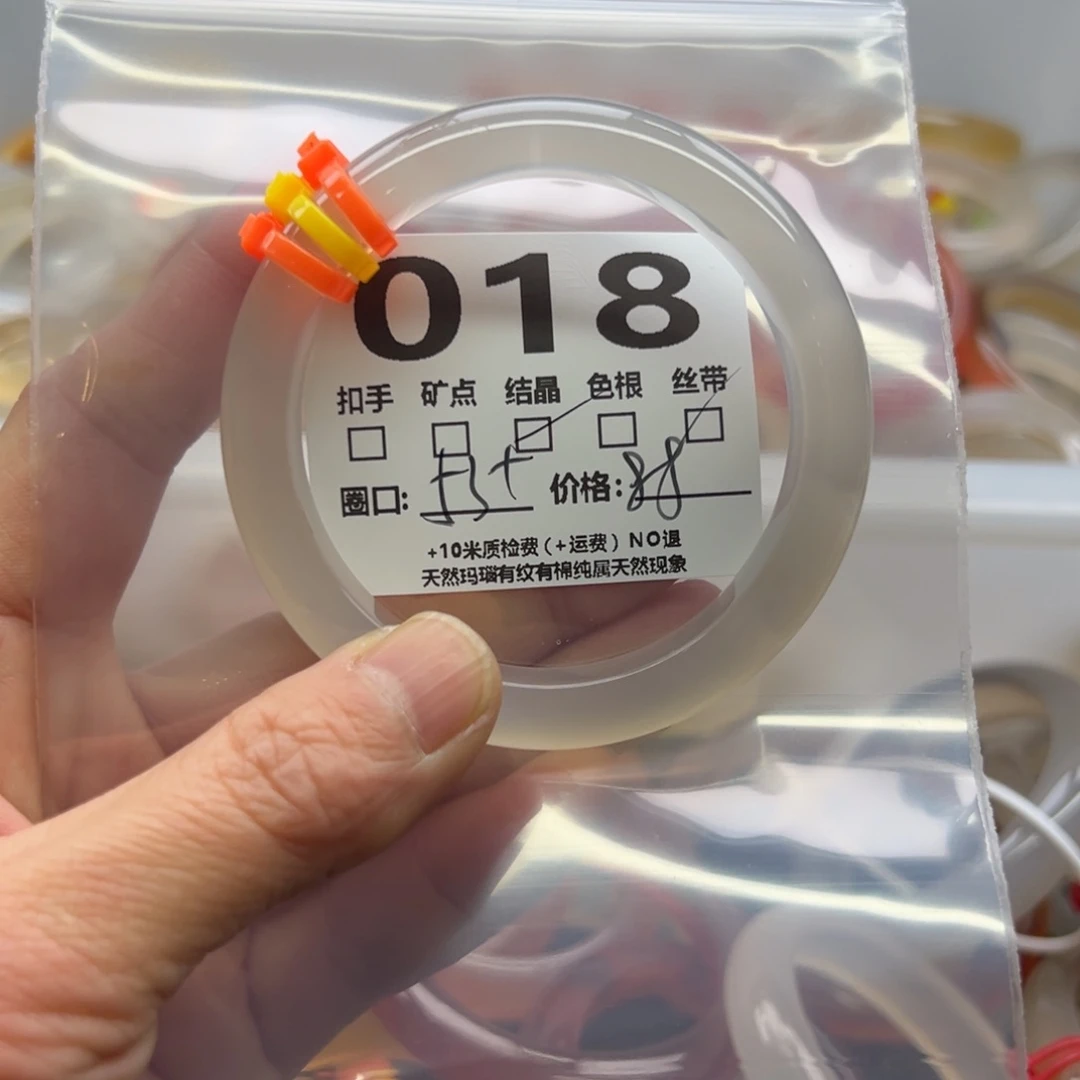 018
扣手 矿点 结晶 色根 丝带
圈口: 价格: 88
+10米质检费(+运费) NO退
天然玛瑙有纹有棉纯属天然现象